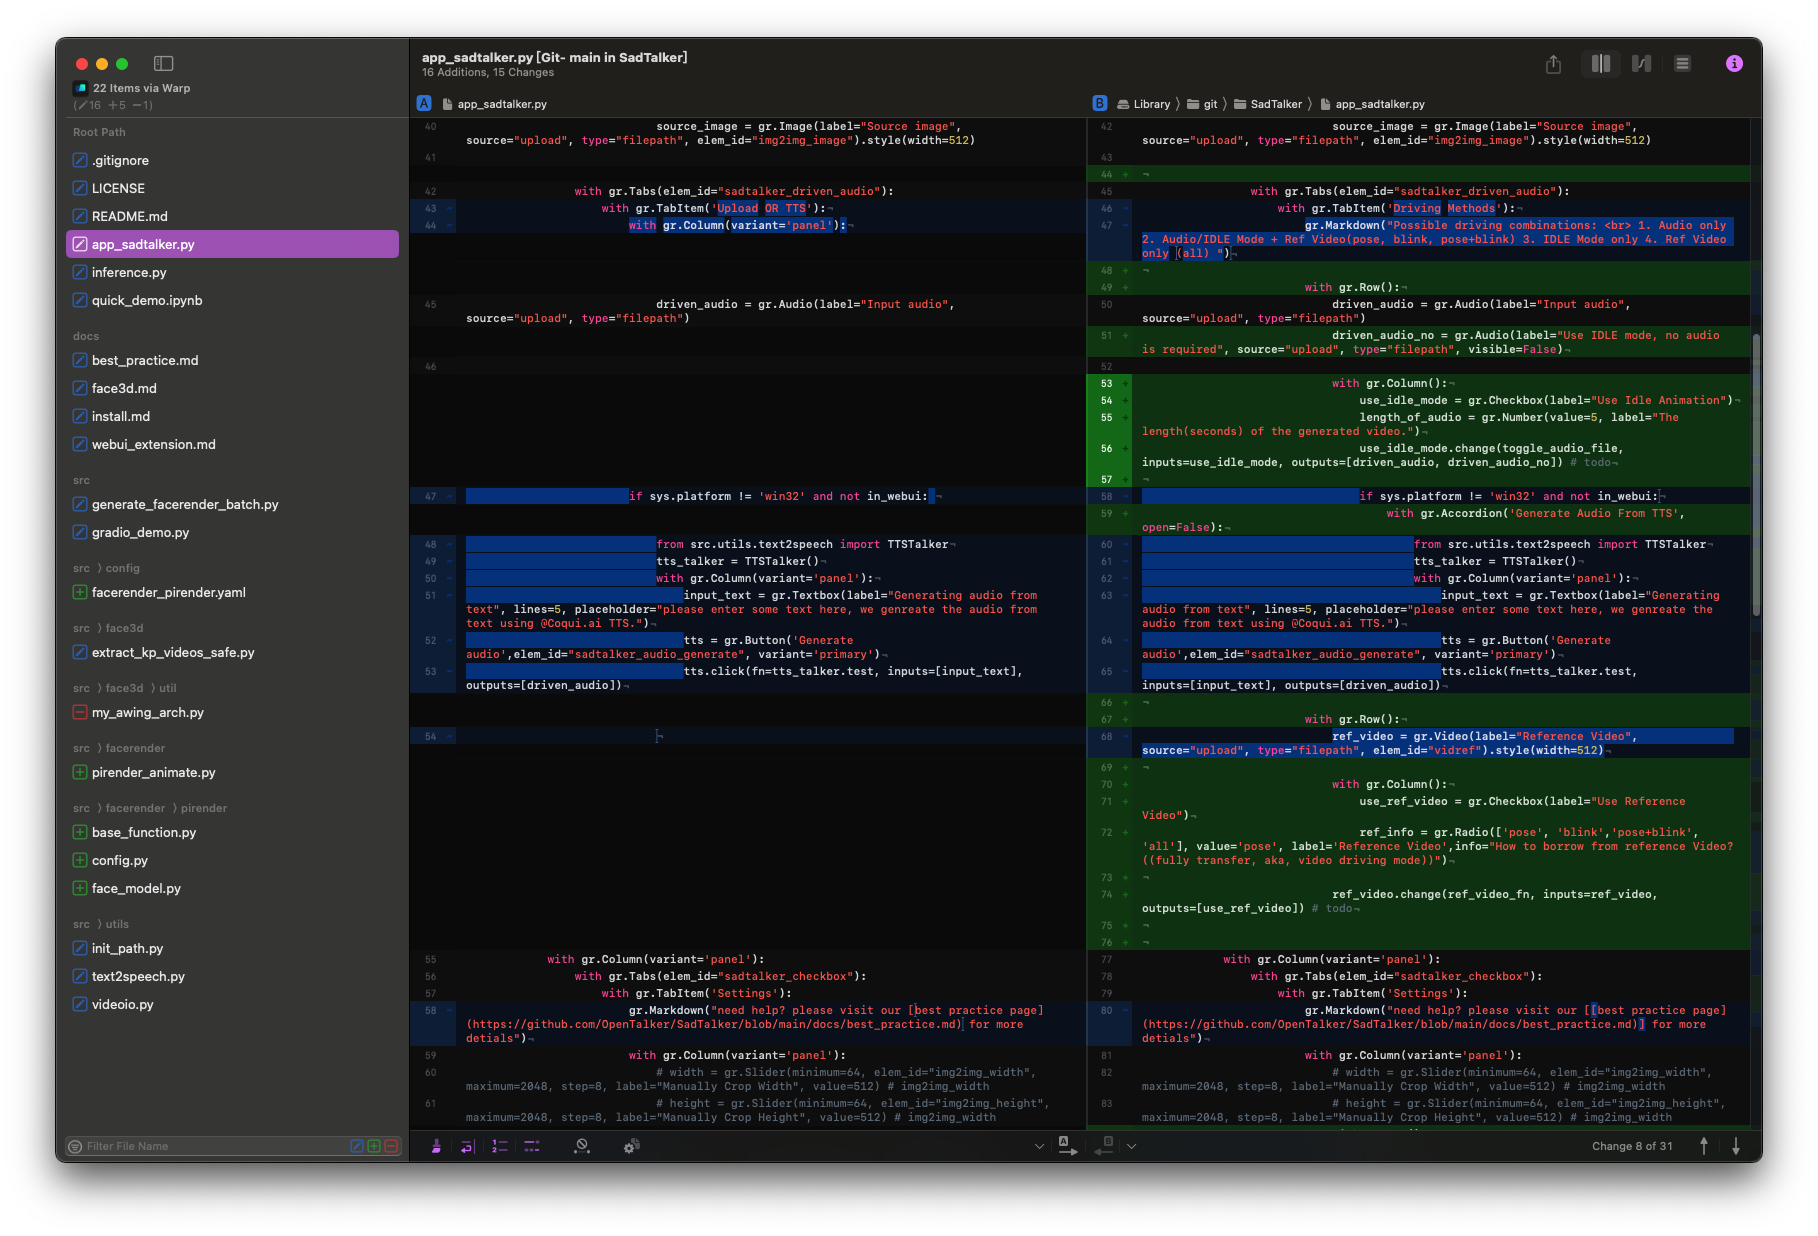 22 Items via Warp
16 +5 −1
Root Path
.gitignore
LICENSE
README.md
app_sadtalker.py
inference.py
quick_demo.ipynb
docs
best_practice.md
face3d.md
install.md
webui_extension.md
src
generate_facerender_batch.py
gradio_demo.py
src 〉config
facerender_pirender.yaml
src 〉face3d
extract_kp_videos_safe.py
src 〉face3d 〉util
my_awing_arch.py
src 〉facerender
pirender_animate.py
src 〉facerender 〉pirender
base_function.py
config.py
face_model.py
src 〉utils
init_path.py
text2speech.py
videoio.py
Filter File Name
app_sadtalker.py [Git- main in SadTalker]
16 Additions, 15 Changes
A app_sadtalker.py
40 source_image = gr.Image(label="Source image",
source="upload", type="filepath", elem_id="img2img_image").style(width=512)
41
42 with gr.Tabs(elem_id="sadtalker_driven_audio"):
43 with gr.TabItem('Upload OR TTS'):¬
44 with gr.Column(variant='panel'):¬
45 driven_audio = gr.Audio(label="Input audio",
source="upload", type="filepath")
46
47 if sys.platform != 'win32' and not in_webui: ¬
48 from src.utils.text2speech import TTSTalker¬
49 tts_talker = TTSTalker()¬
50 with gr.Column(variant='panel'):¬
51 input_text = gr.Textbox(label="Generating audio from
text", lines=5, placeholder="please enter some text here, we genreate the audio from
text using @Coqui.ai TTS.")¬
52 tts = gr.Button('Generate
audio',elem_id="sadtalker_audio_generate", variant='primary')¬
53 tts.click(fn=tts_talker.test, inputs=[input_text],
outputs=[driven_audio])¬
54 ¬
55 with gr.Column(variant='panel'):
56 with gr.Tabs(elem_id="sadtalker_checkbox"):
57 with gr.TabItem('Settings'):
58 gr.Markdown("need help? please visit our [best practice page]
(https://github.com/OpenTalker/SadTalker/blob/main/docs/best_practice.md) for more
detials")¬
59 with gr.Column(variant='panel'):
60 # width = gr.Slider(minimum=64, elem_id="img2img_width",
maximum=2048, step=8, label="Manually Crop Width", value=512) # img2img_width
61 # height = gr.Slider(minimum=64, elem_id="img2img_height",
maximum=2048, step=8, label="Manually Crop Height", value=512) # img2img_width
B Library 〉 git 〉 SadTalker 〉 app_sadtalker.py
42 source_image = gr.Image(label="Source image",
source="upload", type="filepath", elem_id="img2img_image").style(width=512)
43
44 + ¬
45 with gr.Tabs(elem_id="sadtalker_driven_audio"):
46 with gr.TabItem('Driving Methods'):¬
47 gr.Markdown("Possible driving combinations: <br> 1. Audio only
2. Audio/IDLE Mode + Ref Video(pose, blink, pose+blink) 3. IDLE Mode only 4. Ref Video
only (all) ")¬
48 + ¬
49 + with gr.Row():¬
50 driven_audio = gr.Audio(label="Input audio",
source="upload", type="filepath")
51 + driven_audio_no = gr.Audio(label="Use IDLE mode, no audio
is required", source="upload", type="filepath", visible=False)¬
52
53 + with gr.Column():¬
54 + use_idle_mode = gr.Checkbox(label="Use Idle Animation")¬
55 + length_of_audio = gr.Number(value=5, label="The
length(seconds) of the generated video.")¬
56 + use_idle_mode.change(toggle_audio_file,
inputs=use_idle_mode, outputs=[driven_audio, driven_audio_no]) # todo¬
57 + ¬
58 if sys.platform != 'win32' and not in_webui:¬
59 + with gr.Accordion('Generate Audio From TTS',
open=False):¬
60 from src.utils.text2speech import TTSTalker¬
61 tts_talker = TTSTalker()¬
62 with gr.Column(variant='panel'):¬
63 input_text = gr.Textbox(label="Generating
audio from text", lines=5, placeholder="please enter some text here, we genreate the
audio from text using @Coqui.ai TTS.")¬
64 tts = gr.Button('Generate
audio',elem_id="sadtalker_audio_generate", variant='primary')¬
65 tts.click(fn=tts_talker.test,
inputs=[input_text], outputs=[driven_audio])¬
66 + ¬
67 + with gr.Row():¬
68 ref_video = gr.Video(label="Reference Video",
source="upload", type="filepath", elem_id="vidref").style(width=512)¬
69 + ¬
70 + with gr.Column():¬
71 + use_ref_video = gr.Checkbox(label="Use Reference
Video")¬
72 + ref_info = gr.Radio(['pose', 'blink','pose+blink',
'all'], value='pose', label='Reference Video',info="How to borrow from reference Video?
((fully transfer, aka, video driving mode))")¬
73 + ¬
74 + ref_video.change(ref_video_fn, inputs=ref_video,
outputs=[use_ref_video]) # todo¬
75 + ¬
76 + ¬
77 with gr.Column(variant='panel'):
78 with gr.Tabs(elem_id="sadtalker_checkbox"):
79 with gr.TabItem('Settings'):
80 gr.Markdown("need help? please visit our [[best practice page]
(https://github.com/OpenTalker/SadTalker/blob/main/docs/best_practice.md)] for more
detials")¬
81 with gr.Column(variant='panel'):
82 # width = gr.Slider(minimum=64, elem_id="img2img_width",
maximum=2048, step=8, label="Manually Crop Width", value=512) # img2img_width
83 # height = gr.Slider(minimum=64, elem_id="img2img_height",
maximum=2048, step=8, label="Manually Crop Height", value=512) # img2img_width
A
B
Change 8 of 31